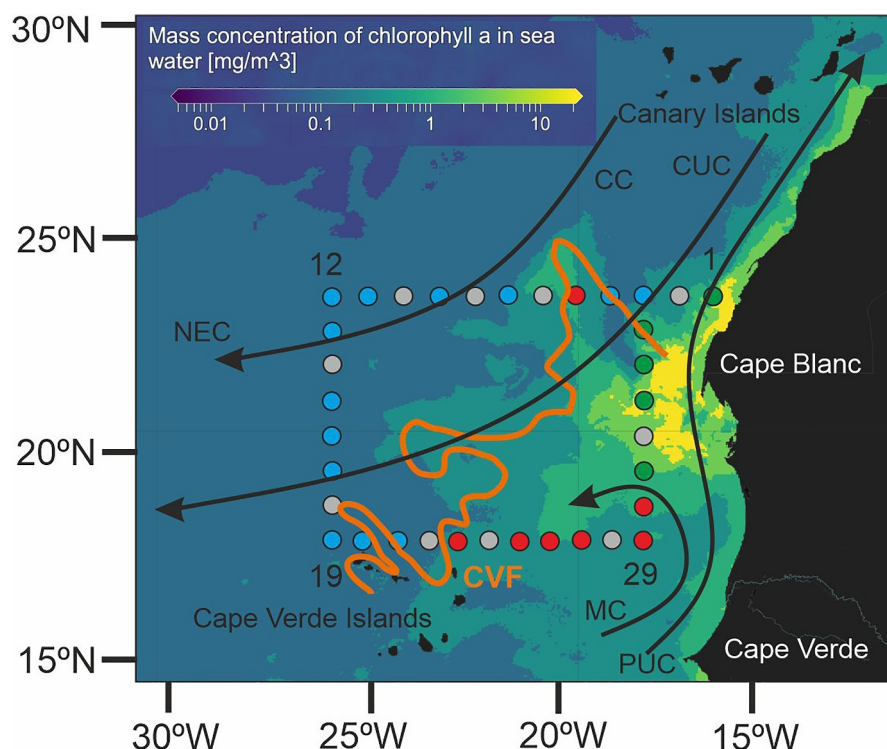 30ºN
Mass concentration of chlorophyll a in sea
water [mg/m^3]
0.01 0.1 1 10
Canary Islands
CC
CUC
25ºN
12
1
NEC
Cape Blanc
20ºN
19
CVF
29
Cape Verde Islands
MC
Cape Verde
PUC
15ºN
30ºW 25ºW 20ºW 15ºW